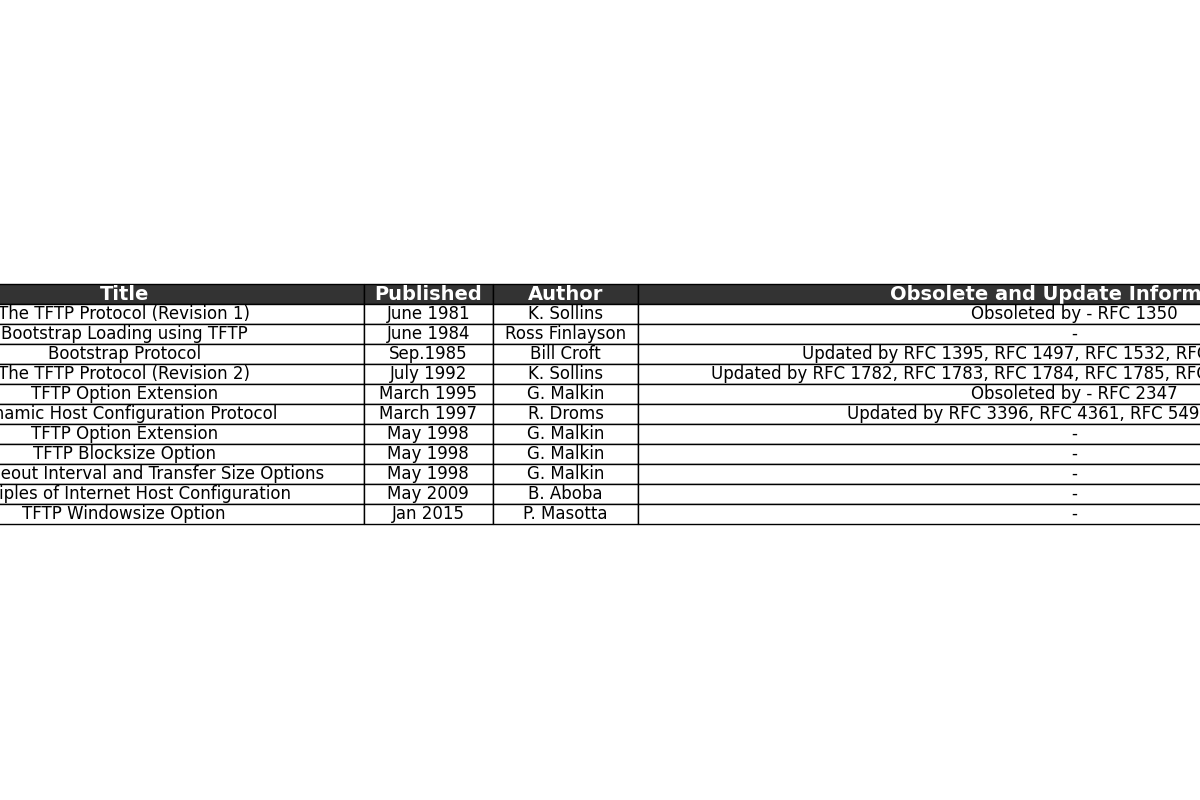 Title Published Author Obsolete and Update Inform
The TFTP Protocol (Revision 1) June 1981 K. Sollins Obsoleted by - RFC 1350
Bootstrap Loading using TFTP June 1984 Ross Finlayson -
Bootstrap Protocol Sep.1985 Bill Croft Updated by RFC 1395, RFC 1497, RFC 1532, RFC
The TFTP Protocol (Revision 2) July 1992 K. Sollins Updated by RFC 1782, RFC 1783, RFC 1784, RFC 1785, RFC
TFTP Option Extension March 1995 G. Malkin Obsoleted by - RFC 2347
namic Host Configuration Protocol March 1997 R. Droms Updated by RFC 3396, RFC 4361, RFC 549
TFTP Option Extension May 1998 G. Malkin -
TFTP Blocksize Option May 1998 G. Malkin -
eout Interval and Transfer Size Options May 1998 G. Malkin -
iples of Internet Host Configuration May 2009 B. Aboba -
TFTP Windowsize Option Jan 2015 P. Masotta -